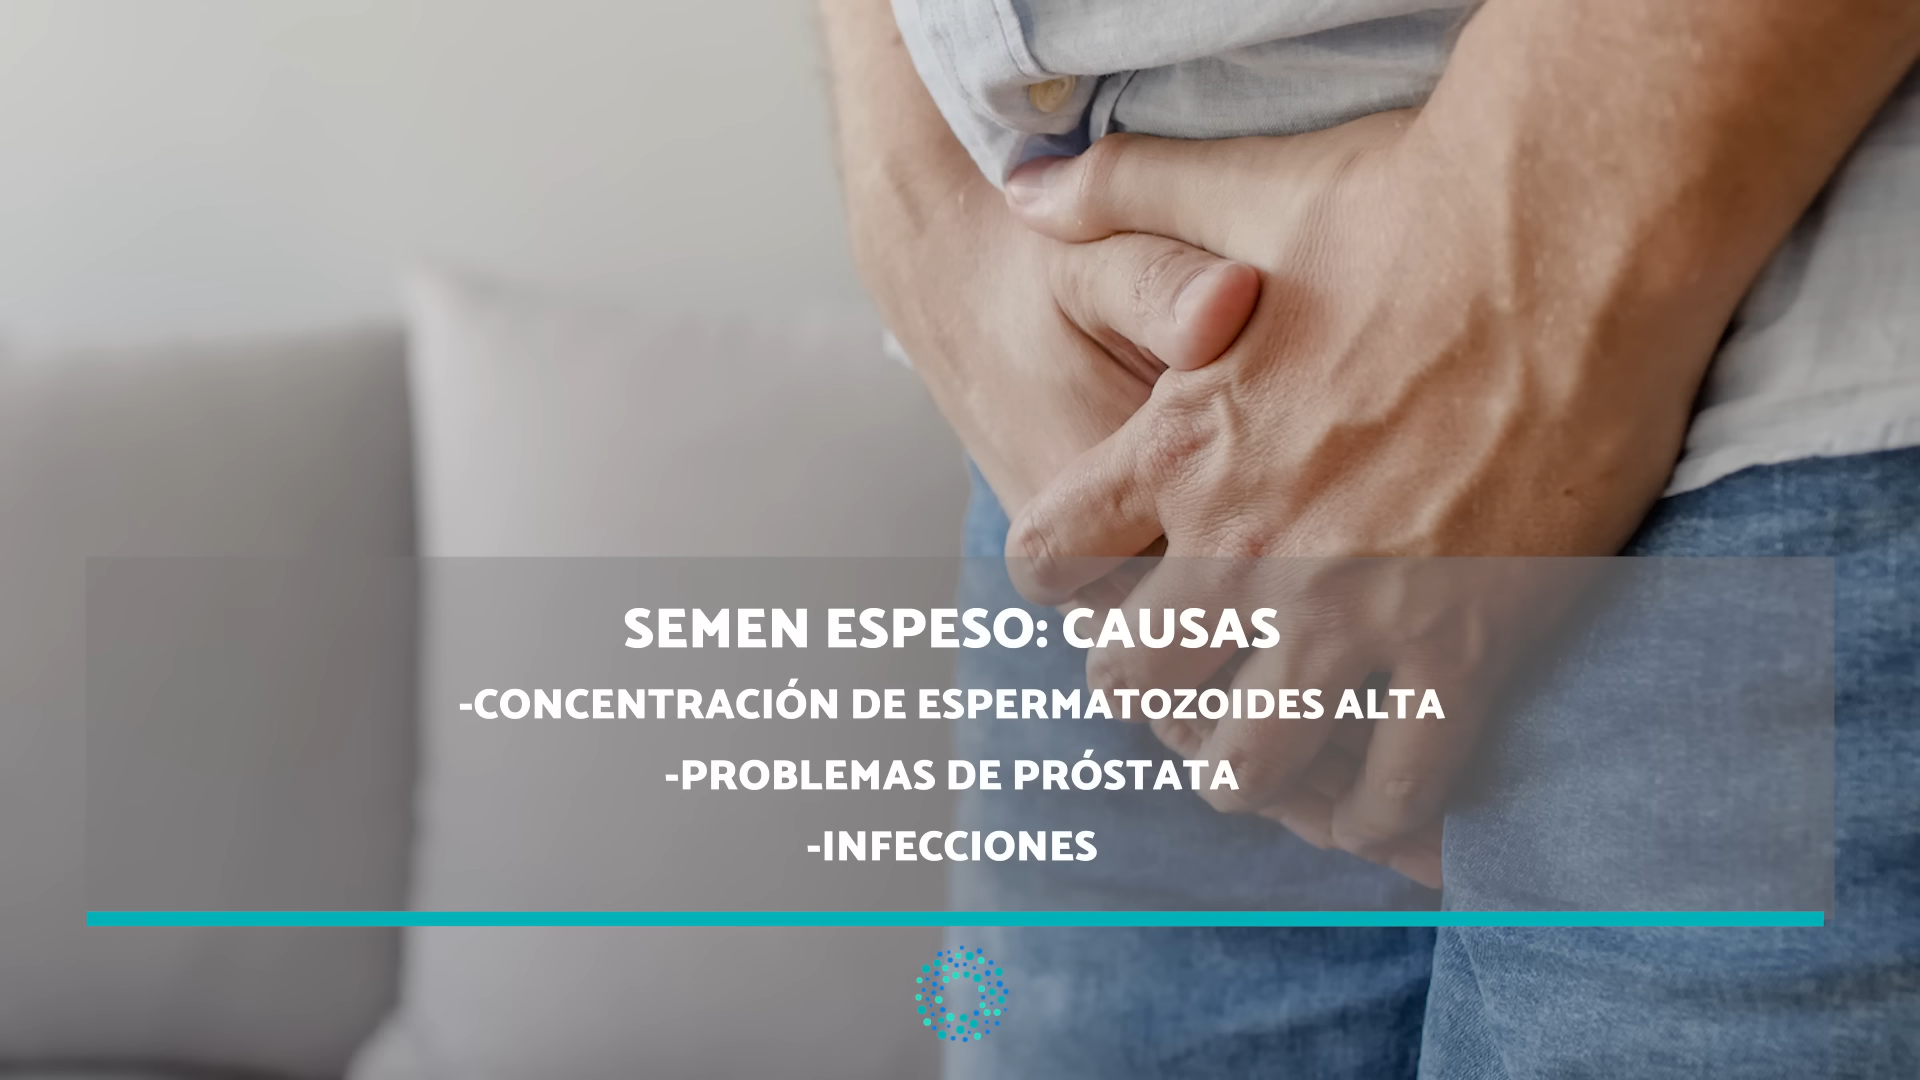 SEMEN ESPESO: CAUSAS
-CONCENTRACIÓN DE ESPERMATOZOIDES ALTA
-PROBLEMAS DE PRÓSTATA
-INFECCIONES